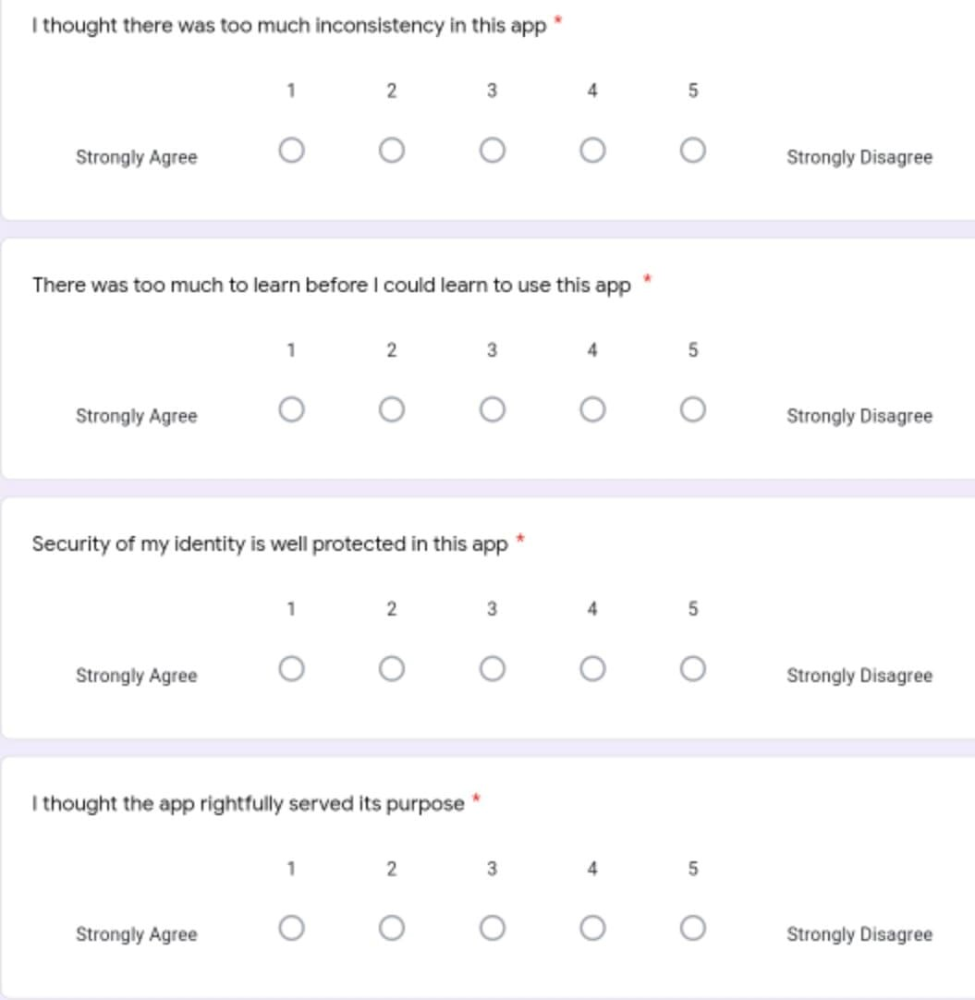 I thought there was too much inconsistency in this app *
1 2 3 4 5
Strongly Agree Strongly Disagree
There was too much to learn before I could learn to use this app *
1 2 3 4 5
Strongly Agree Strongly Disagree
Security of my identity is well protected in this app *
1 2 3 4 5
Strongly Agree Strongly Disagree
I thought the app rightfully served its purpose *
1 2 3 4 5
Strongly Agree Strongly Disagree